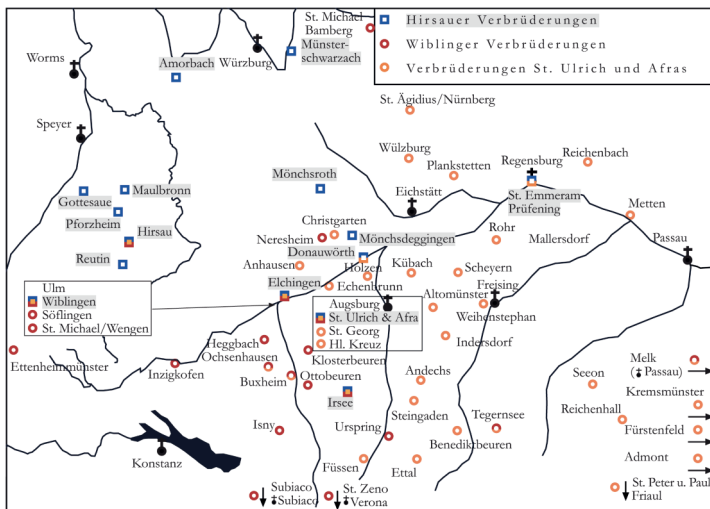 Hirsauer Verbrüderungen
Wiblinger Verbrüderungen
Verbrüderungen St. Ulrich und Afras
St. Michael
Bamberg
Worms
Amorbach
Würzburg
Münster-
schwarzach
St. Ägidius/Nürnberg
Speyer
Wülzburg
Plankstetten
Regensburg
Reichenbach
Mönchsroth
Eichstätt
St. Emmeram
Prüfening
Metten
Gottesaue
Maulbronn
Pforzheim
Hirsau
Reutin
Christgarten
Neresheim
Mönchsdeggingen
Rohr
Mallersdorf
Passau
Donauwörth
Anhausen
Holzen
Kübach
Scheyern
Echenbrunn
Elchingen
Freising
Altomünster
Weihenstephan
Ulm
Wiblingen
Söflingen
St. Michael/Wengen
Augsburg
St. Ulrich & Afra
St. Georg
Hl. Kreuz
Indersdorf
Heggbach
Ochsenhausen
Klosterbeuren
Ottobeuren
Buxheim
Ettenheimmünster
Inzigkofen
Andechs
Seeon
Melk
(Passau)
Kremsmünster
Irsee
Steingaden
Tegernsee
Reichenhall
Fürstenfeld
Isny
Urspring
Benediktbeuren
Admont
Konstanz
Füssen
Ettal
Subiaco
Subiaco
St. Zeno
Verona
St. Peter u. Paul
Friaul